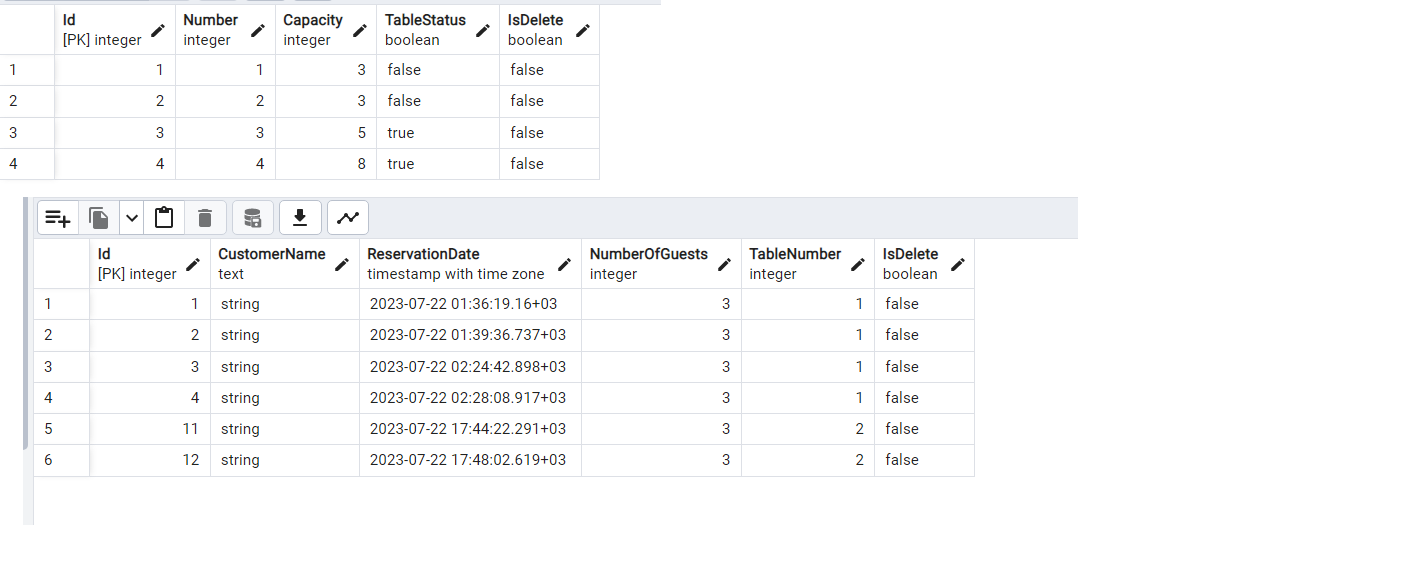 Id Number Capacity TableStatus IsDelete
[PK] integer integer integer boolean boolean
1 1 1 3 false false
2 2 2 3 false false
3 3 3 5 true false
4 4 4 8 true false
Id CustomerName ReservationDate NumberOfGuests TableNumber IsDelete
[PK] integer text timestamp with time zone integer integer boolean
1 1 string 2023-07-22 01:36:19.16+03 3 1 false
2 2 string 2023-07-22 01:39:36.737+03 3 1 false
3 3 string 2023-07-22 02:24:42.898+03 3 1 false
4 4 string 2023-07-22 02:28:08.917+03 3 1 false
5 11 string 2023-07-22 17:44:22.291+03 3 2 false
6 12 string 2023-07-22 17:48:02.619+03 3 2 false